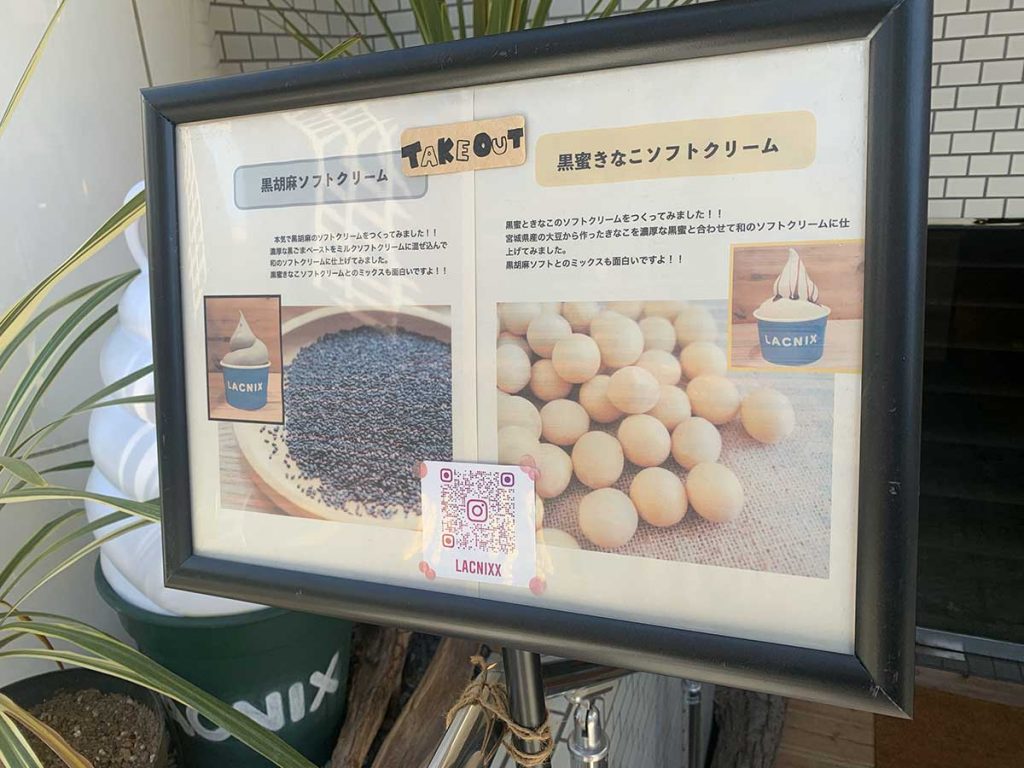 TAKEOUT
黒胡麻ソフトクリーム
本気で黒胡麻のソフトクリームをつくってみました！！
濃厚な黒ごまペーストをミルクソフトクリームに混ぜ込んで
和のソフトクリームに仕上げてみました。
黒蜜きなこソフトクリームとのミックスも面白いですよ！！
LACNIX
黒蜜きなこソフトクリーム
黒蜜ときなこのソフトクリームをつくってみました！！
宮城県産の大豆から作ったきなこを濃厚な黒蜜と合わせて和のソフトクリームに仕
上げてみました。
黒胡麻ソフトとのミックスも面白いですよ！！
LACNIX
LACNIXX
LACNIX